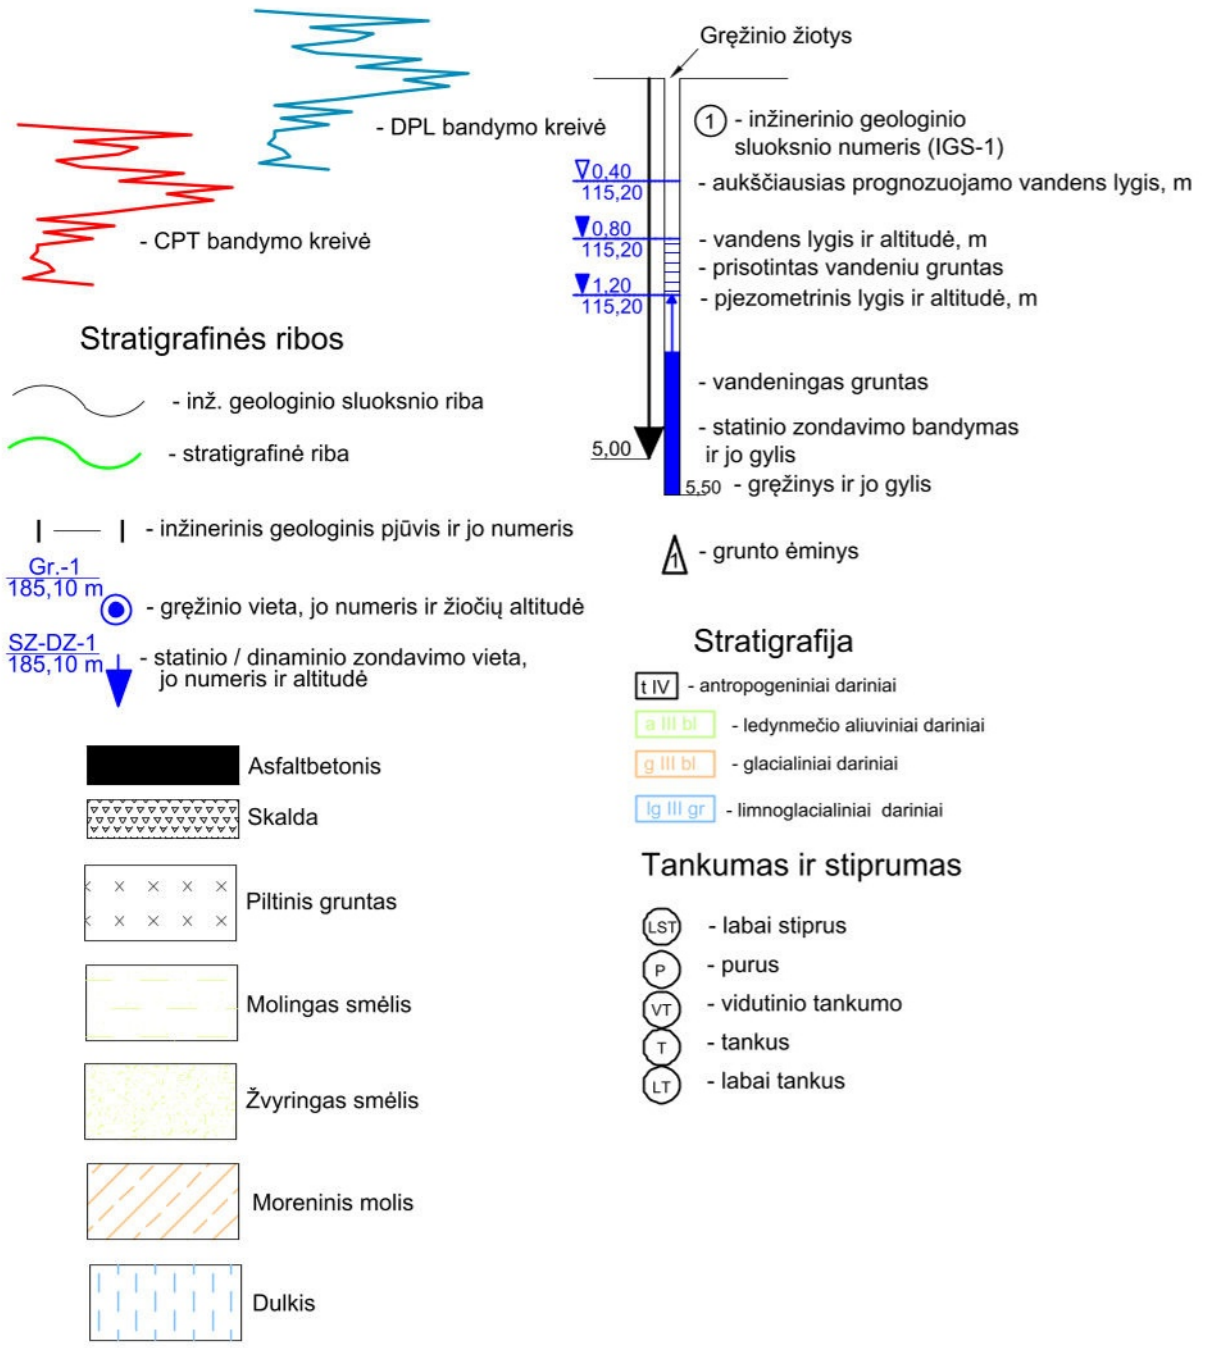 - DPL bandymo kreivė
- CPT bandymo kreivė
Stratigrafinės ribos
- inž. geologinio sluoksnio riba
- stratigrafinė riba
- inžinerinis geologinis pjūvis ir jo numeris
Gr.-1
185,10 m
- gręžinio vieta, jo numeris ir žiočių altitudė
SZ-DZ-1
185,10 m
- statinio / dinaminio zondavimo vieta,
jo numeris ir altitudė
Asfaltbetonis
Skalda
Piltinis gruntas
Molingas smėlis
Žvyringas smėlis
Moreninis molis
Dulkis
Gręžinio žiotys
1 - inžinerinio geologinio
sluoksnio numeris (IGS-1)
0,40
115,20
- aukščiausias prognozuojamo vandens lygis, m
0,80
115,20
- vandens lygis ir altitudė, m
- prisotintas vandeniu gruntas
1,20
115,20
- pjezometrinis lygis ir altitudė, m
- vandeningas gruntas
5,00
- statinio zondavimo bandymas
ir jo gylis
5,50 - gręžinys ir jo gylis
1 - grunto ėminys
Stratigrafija
t IV - antropogeniniai dariniai
a III bl - ledynmečio aliuviniai dariniai
g III bl - glacialiniai dariniai
lg III gr - limnoglacialiniai dariniai
Tankumas ir stiprumas
LST - labai stiprus
P - purus
VT - vidutinio tankumo
T - tankus
LT - labai tankus